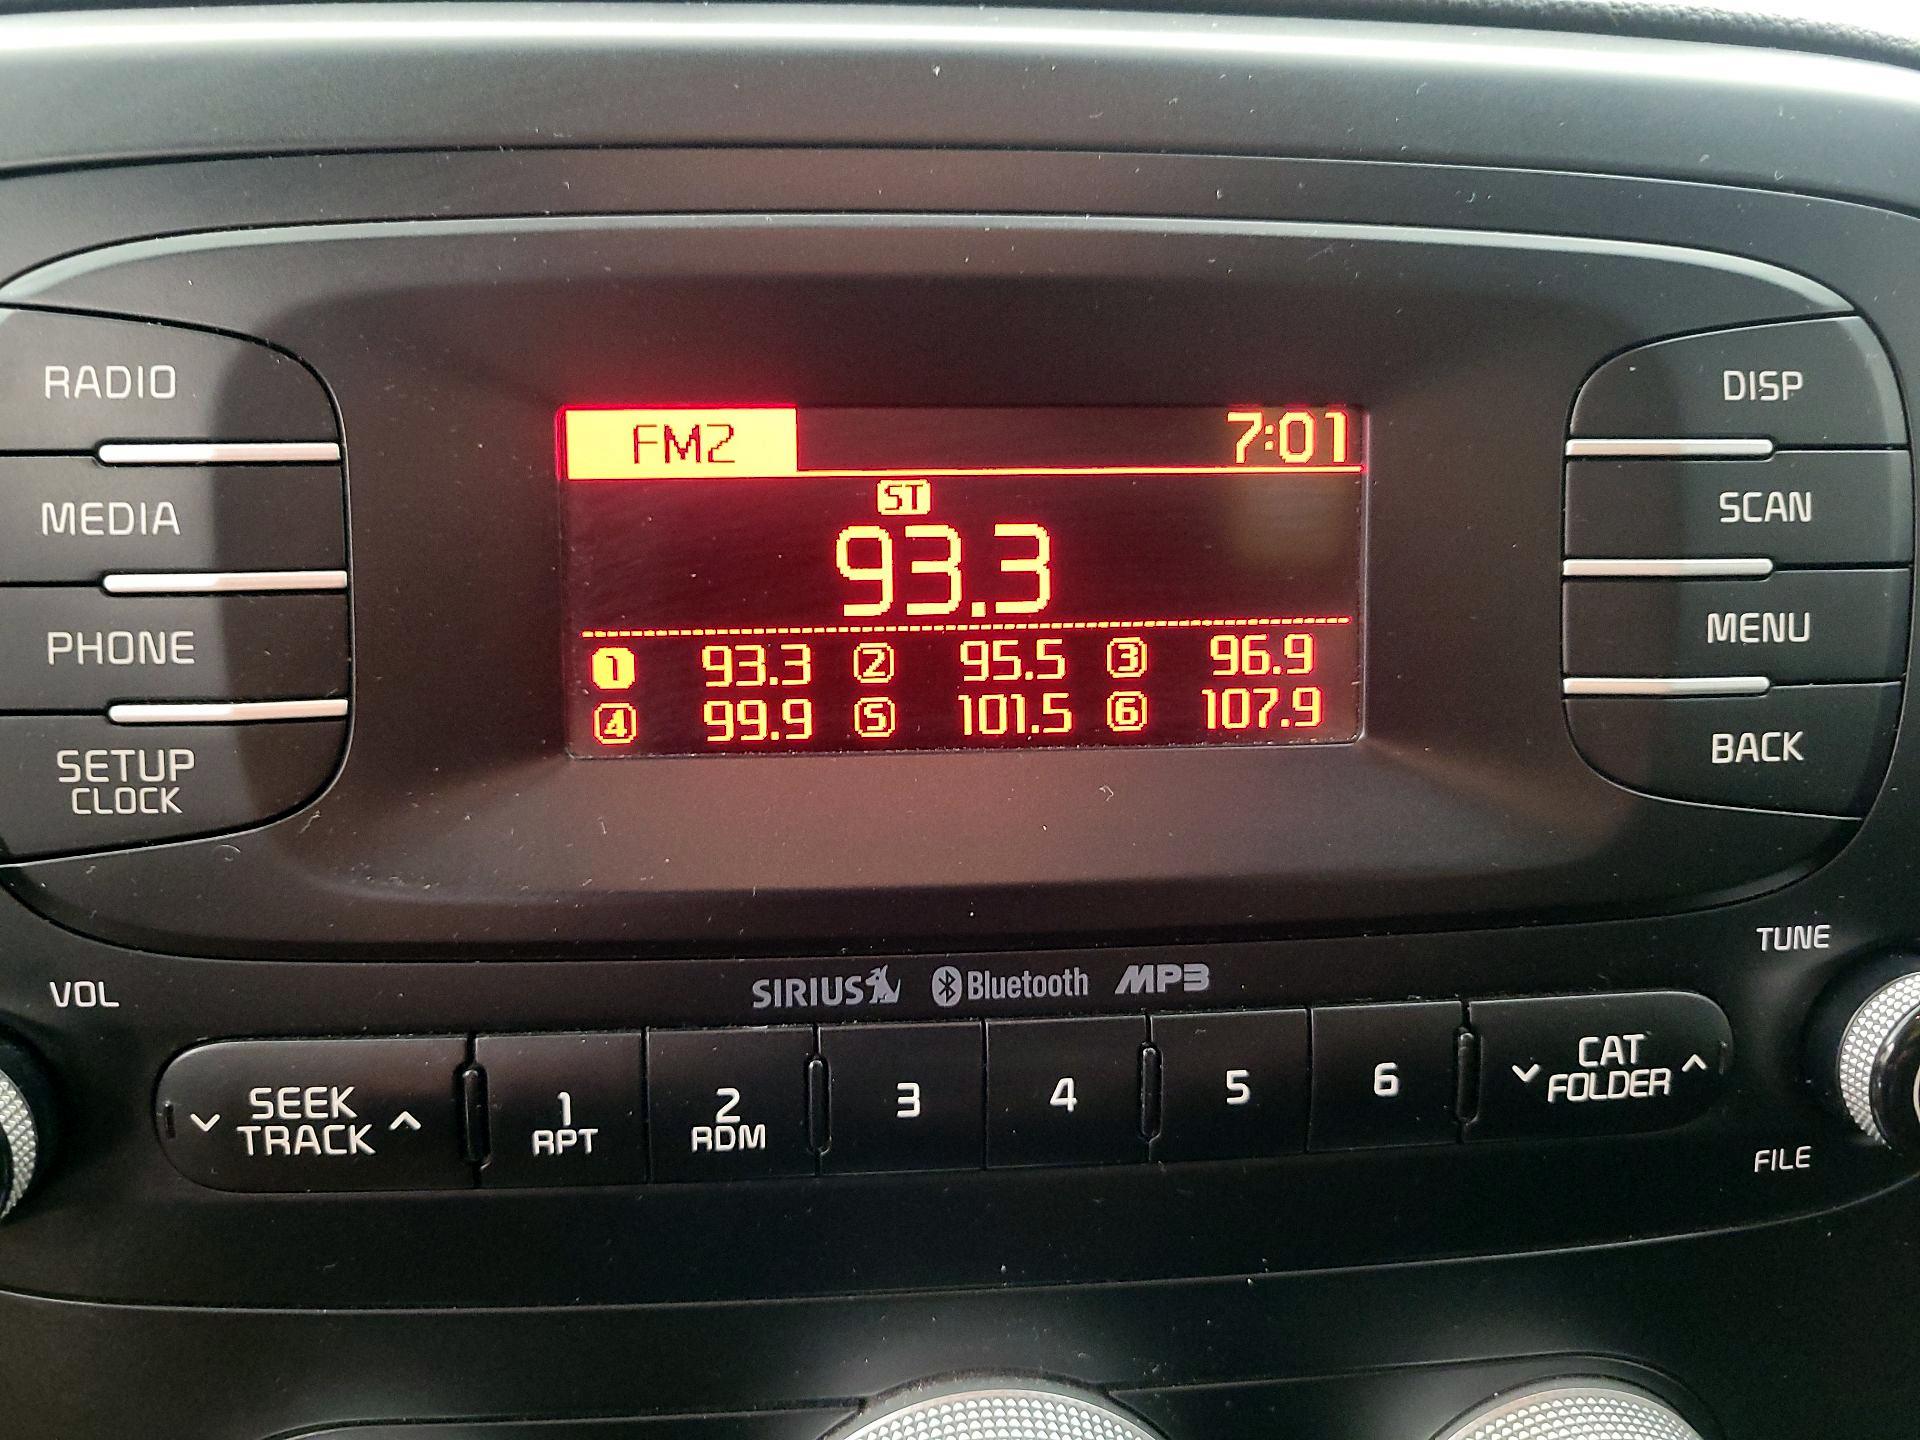 RADIO
MEDIA
PHONE
SETUP
CLOCK
FM2 7:01
ST
93.3
1 93.3 2 95.5 3 96.9
4 99.9 5 101.5 6 107.9
DISP
SCAN
MENU
BACK
VOL
SIRIUS Bluetooth MP3
TUNE
SEEK
TRACK
1
RPT
2
RDM
3
4
5
6
CAT
FOLDER
FILE